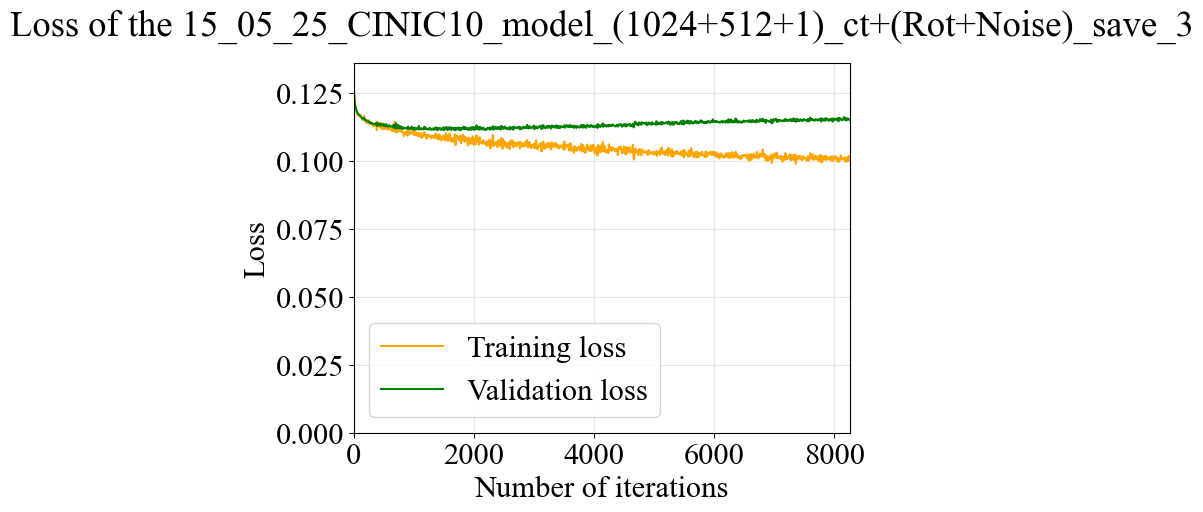 Loss of the 15_05_25_CINIC10_model_(1024+512+1)_ct+(Rot+Noise)_save_3
0.125
0.100
0.075
0.050
0.025
0.000
Loss
Training loss
Validation loss
0 2000 4000 6000 8000
Number of iterations